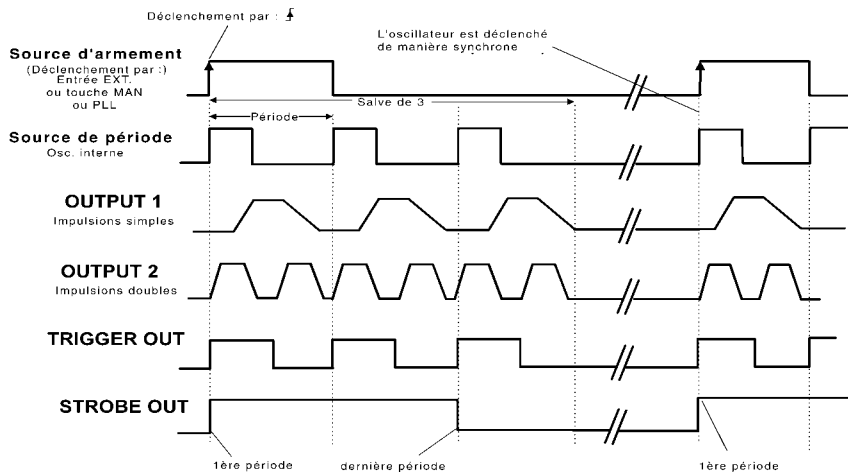 Déclenchement par :
L'oscillateur est déclenché
de manière synchrone
Source d'armement
(Déclenchement par :)
Entrée EXT.
ou touche MAN
ou PLL
Salve de 3
Période
Source de période
Osc. interne
OUTPUT 1
Impulsions simples
OUTPUT 2
Impulsions doubles
TRIGGER OUT
STROBE OUT
1ère période
dernière période
1ère période